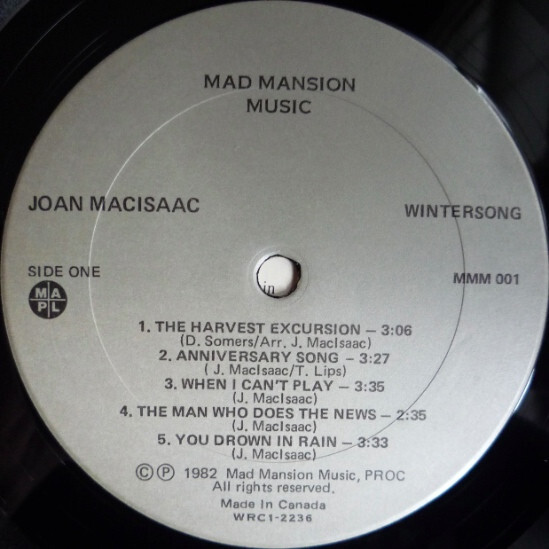 MAD MANSION
MUSIC
JOAN MACISAAC
WINTERSONG
SIDE ONE
MMM 001
MA
PL
in
1. THE HARVEST EXCURSION – 3:06
(D. Somers/Arr. J. MacIsaac)
2. ANNIVERSARY SONG – 3:27
( J. MacIsaac/T. Lips)
3. WHEN I CAN'T PLAY – 3:35
(J. MacIsaac)
4. THE MAN WHO DOES THE NEWS – 2:35
(J. MacIsaac)
5. YOU DROWN IN RAIN – 3:33
(J. MacIsaac)
©℗ 1982 Mad Mansion Music, PROC
All rights reserved.
Made In Canada
WRC1-2236